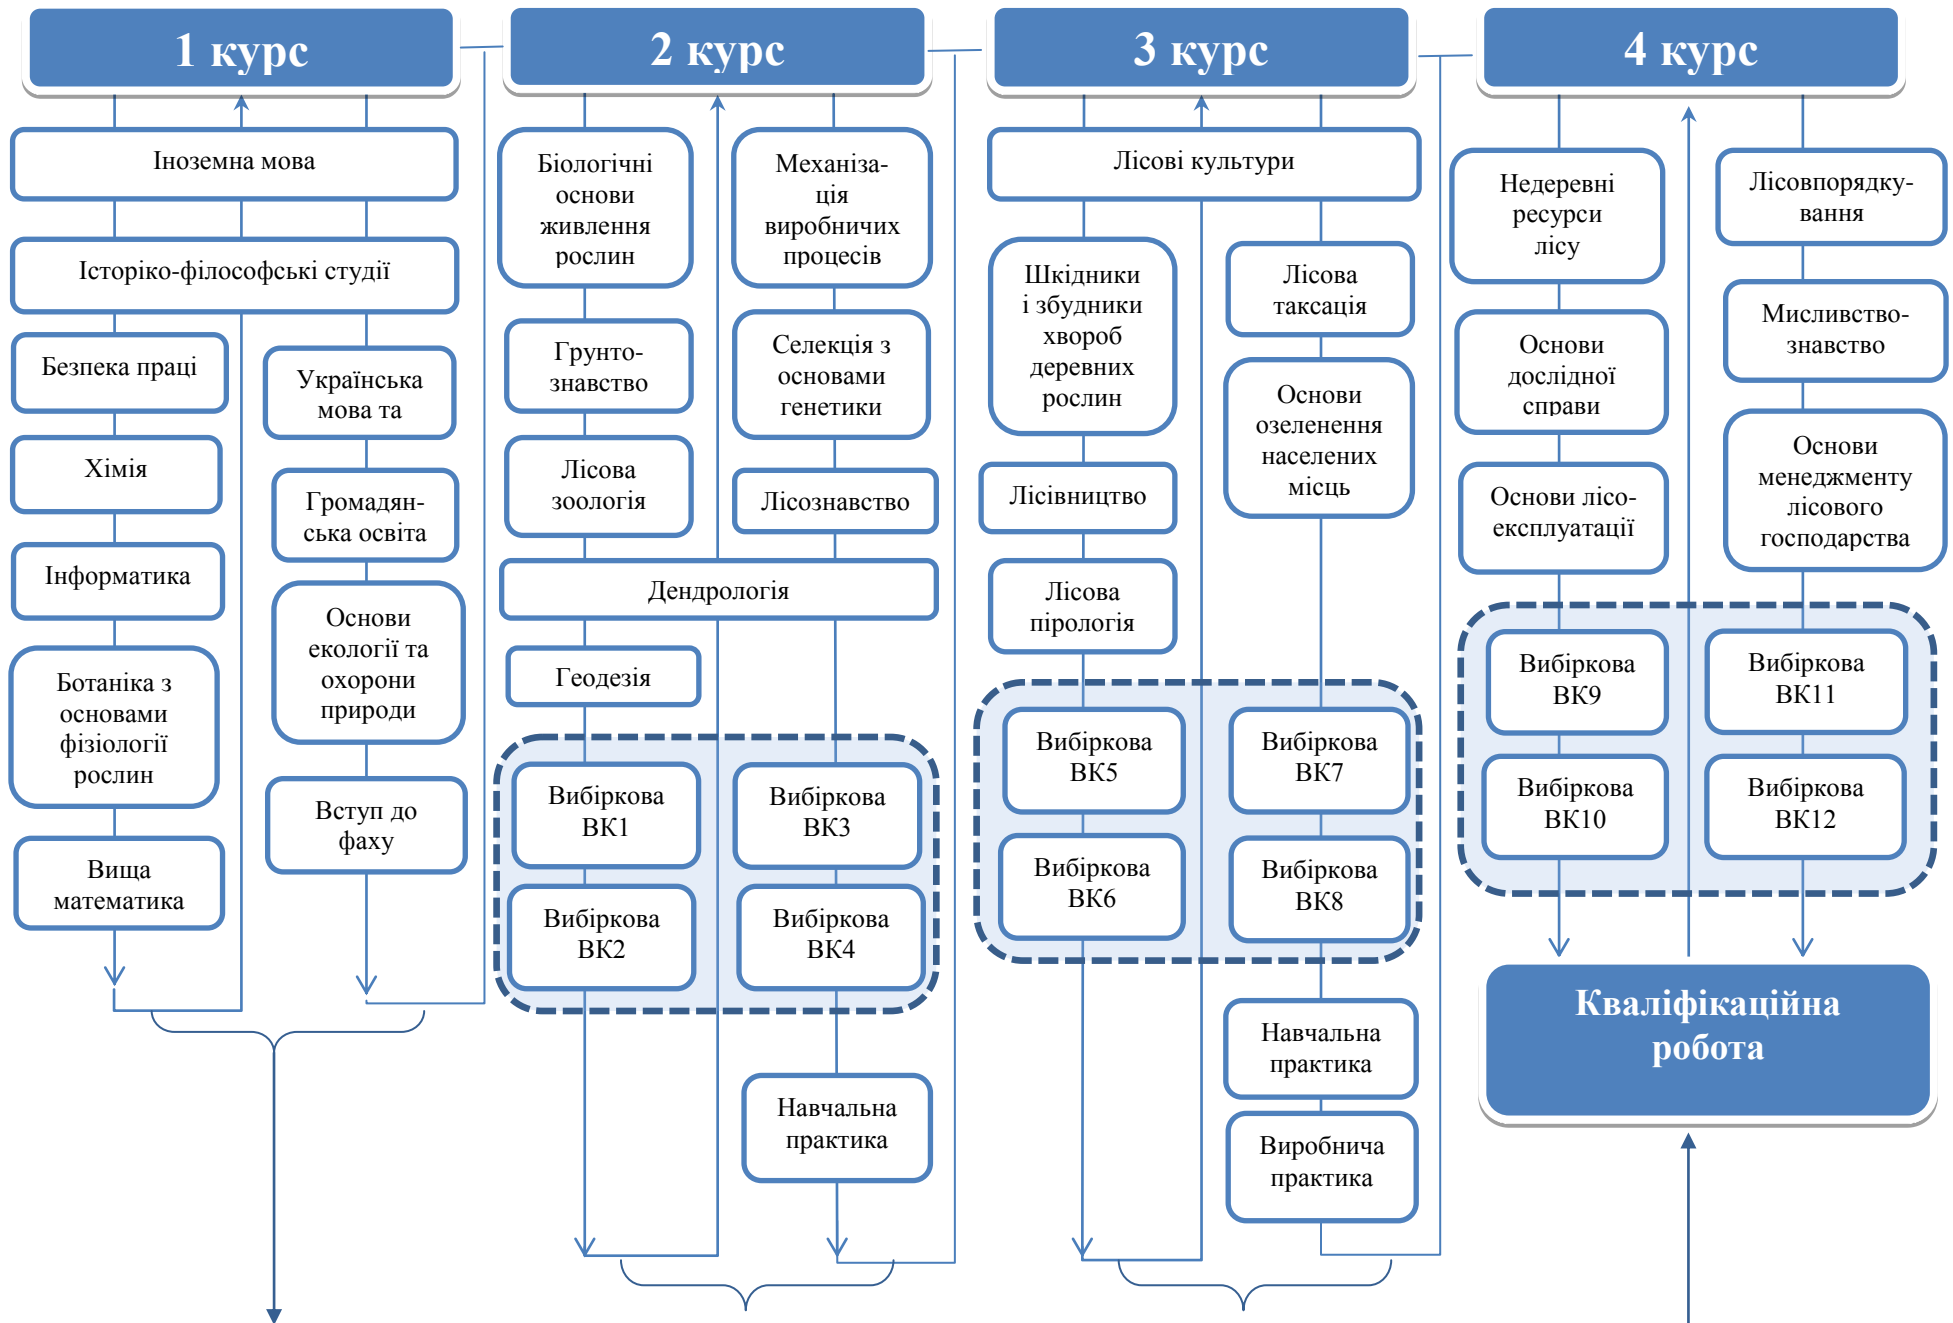 1 курс
Іноземна мова
Історіко-філософські студії
Безпека праці
Хімія
Інформатика
Ботаніка з
основами
фізіології
рослин
Вища
математика
Українська
мова та
Громадян-
ська освіта
Основи
екології та
охорони
природи
Вступ до
фаху
2 курс
Біологічні
основи
живлення
рослин
Грунто-
знавство
Лісова
зоологія
Механіза-
ція
виробничих
процесів
Селекція з
основами
генетики
Лісознавство
Дендрологія
Геодезія
Вибіркова
ВК1
Вибіркова
ВК2
Вибіркова
ВК3
Вибіркова
ВК4
Навчальна
практика
3 курс
Лісові культури
Шкідники
і збудники
хвороб
деревних
рослин
Лісівництво
Лісова
пірологія
Вибіркова
ВК5
Вибіркова
ВК6
Лісова
таксація
Основи
озеленення
населених
місць
Вибіркова
ВК7
Вибіркова
ВК8
Навчальна
практика
Виробнича
практика
4 курс
Недеревні
ресурси
лісу
Основи
дослідної
справи
Основи лісо-
експлуатації
Вибіркова
ВК9
Вибіркова
ВК10
Лісовпорядку-
вання
Мисливство-
знавство
Основи
менеджменту
лісового
господарства
Вибіркова
ВК11
Вибіркова
ВК12
Кваліфікаційна
робота